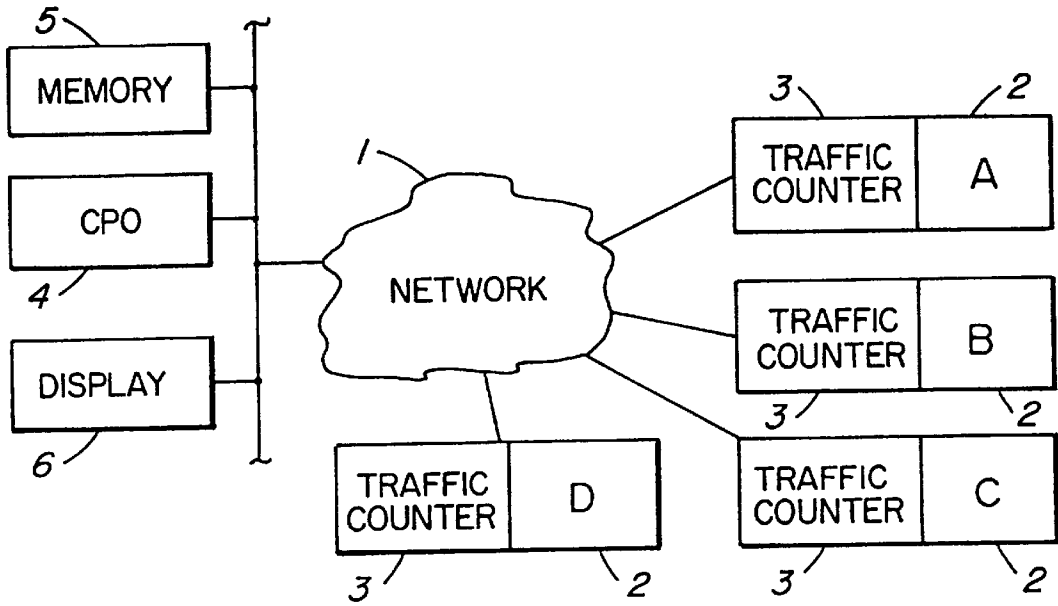 5
MEMORY
CPO
4
DISPLAY
6
1
NETWORK
3 2
TRAFFIC
COUNTER
A
TRAFFIC
COUNTER
B
3 2
TRAFFIC
COUNTER
C
3 2
TRAFFIC
COUNTER
D
3 2